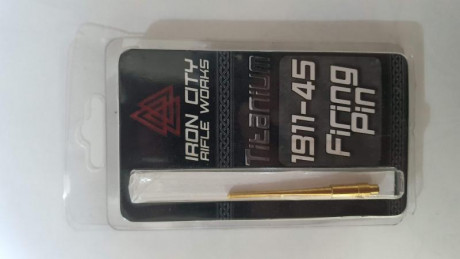 IRON CITY
RIFLE WORKS
Titanium
1911-45
Firing
Pin